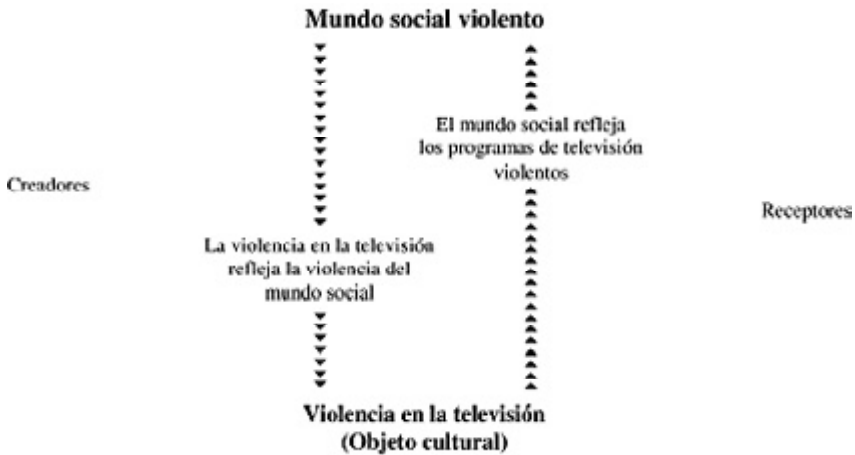 Mundo social violento
El mundo social refleja
los programas de televisión
violentos
Creadores
Receptores
La violencia en la televisión
refleja la violencia del
mundo social
Violencia en la televisión
(Objeto cultural)